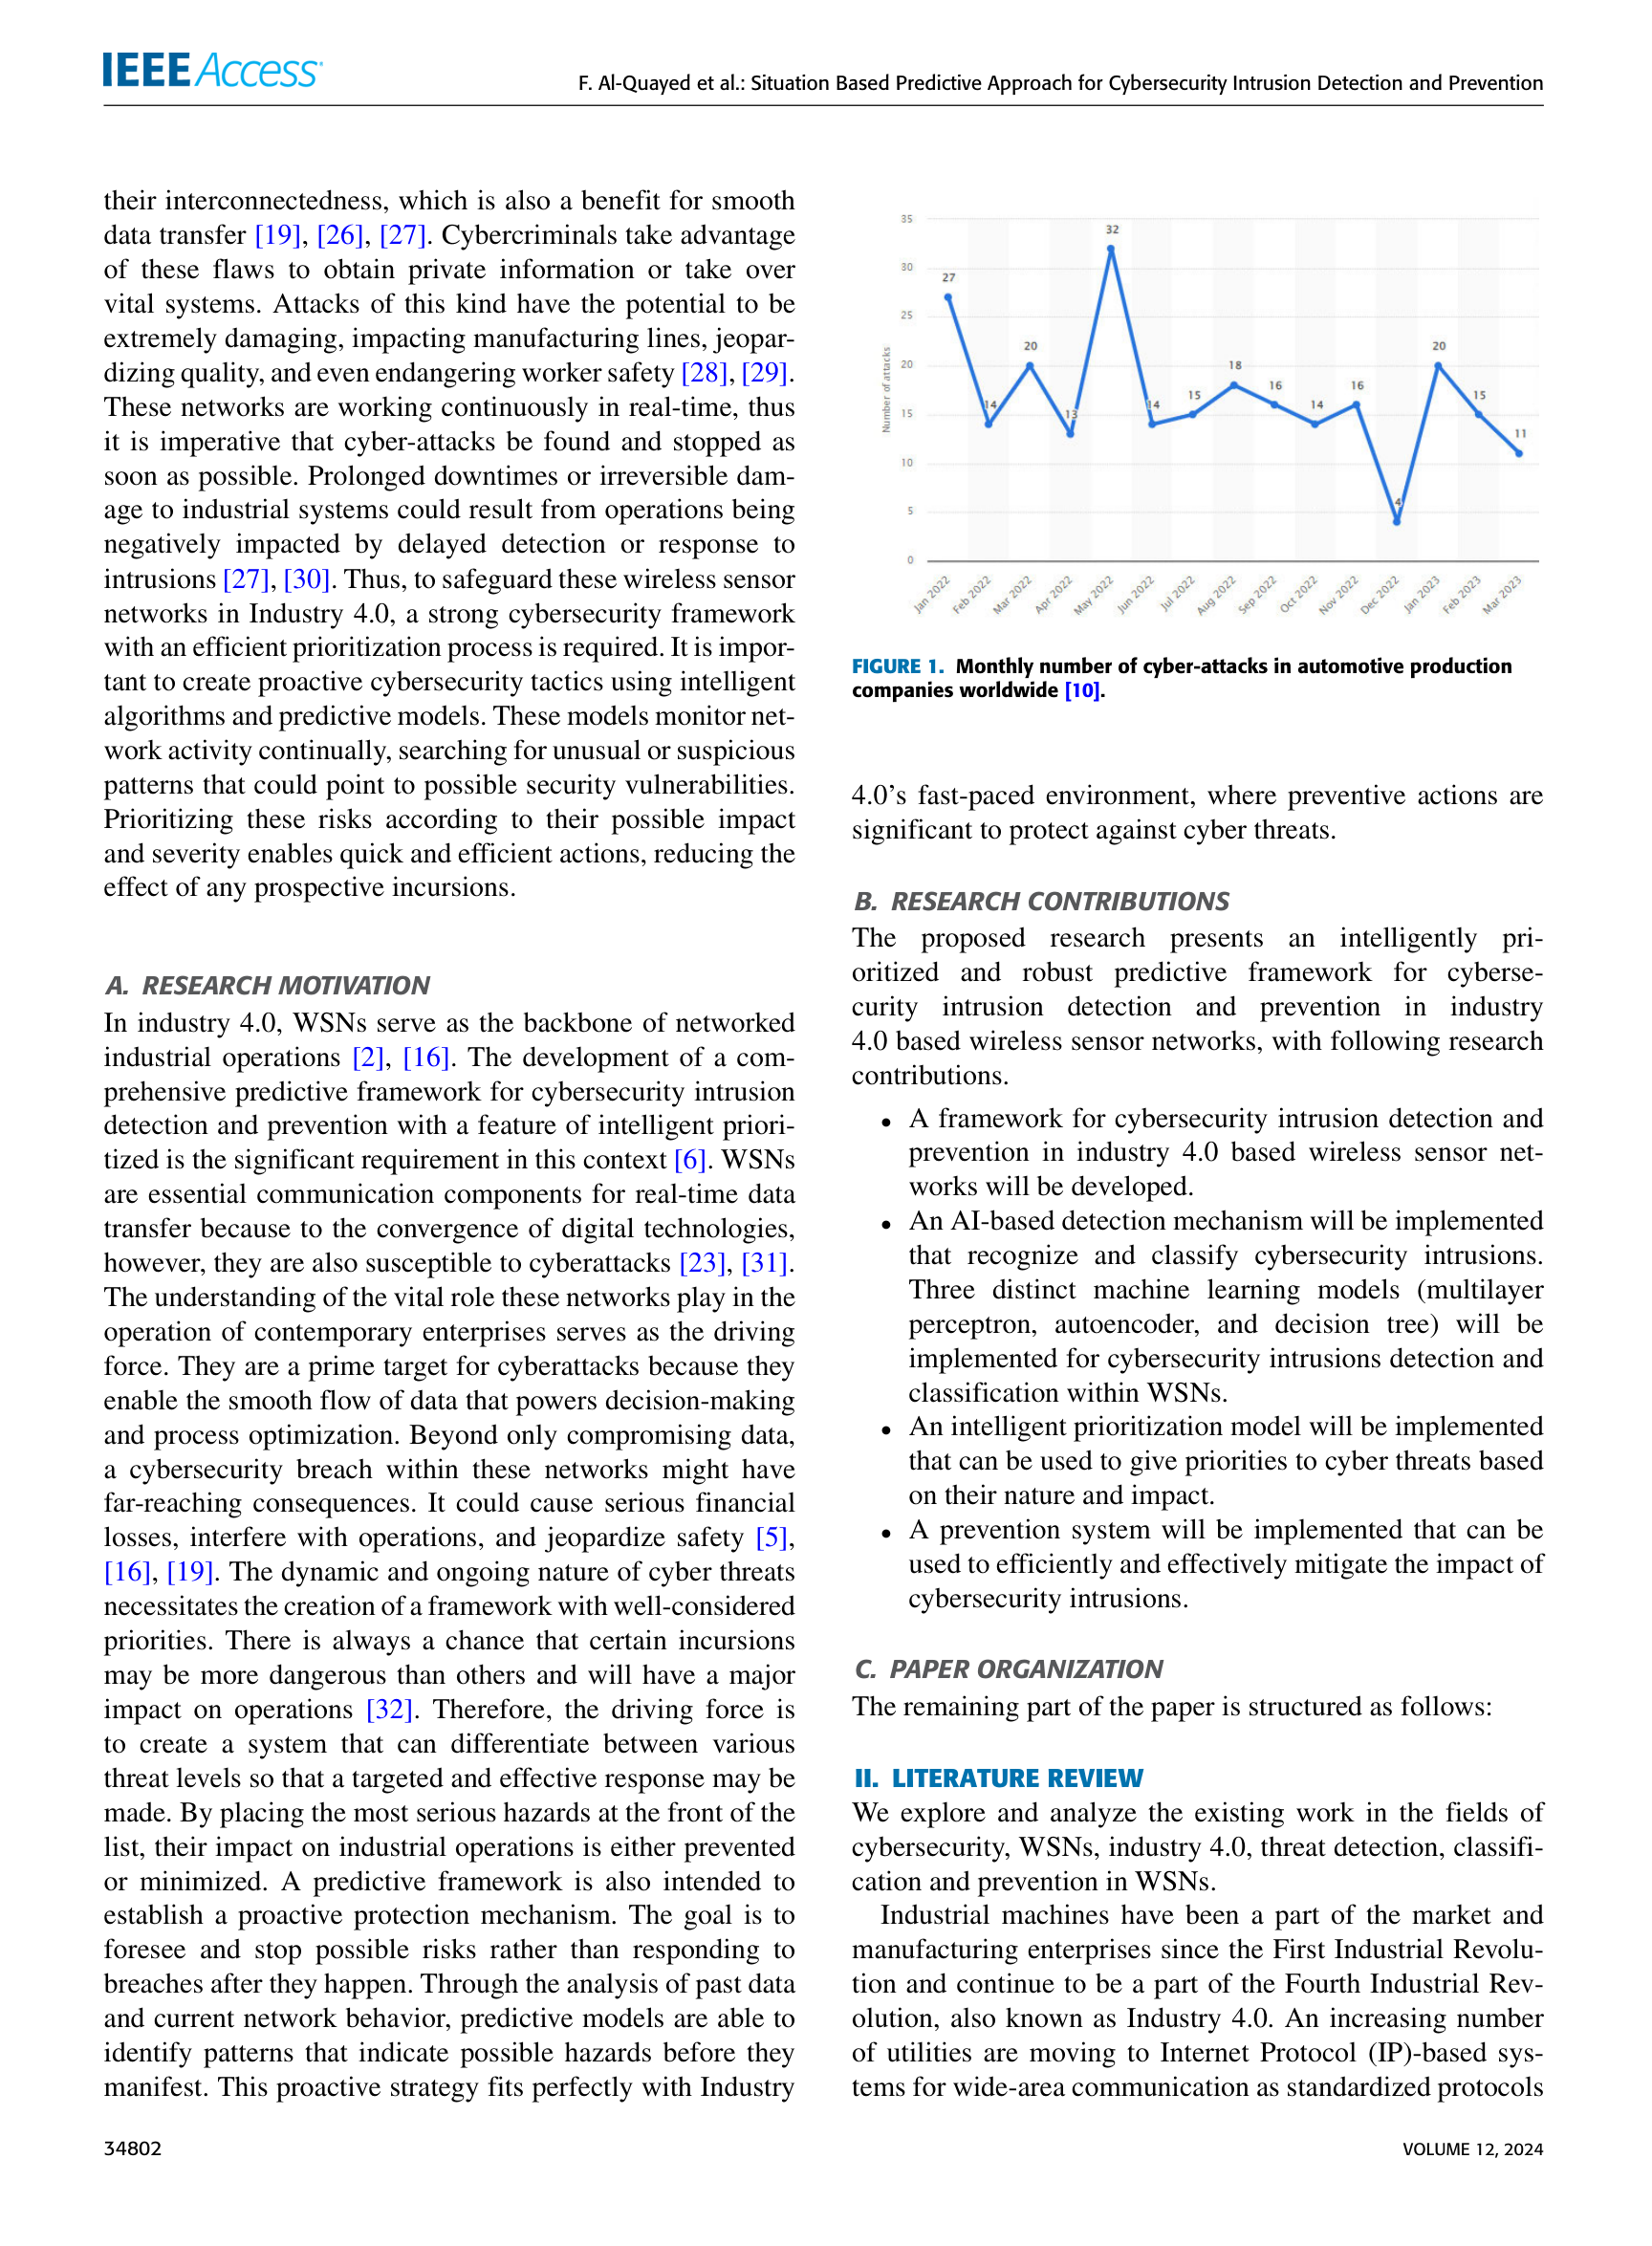 IEEE Access
F. Al-Quayed et al.: Situation Based Predictive Approach for Cybersecurity Intrusion Detection and Prevention
their interconnectedness, which is also a benefit for smooth
data transfer [19], [26], [27]. Cybercriminals take advantage
of these flaws to obtain private information or take over
vital systems. Attacks of this kind have the potential to be
extremely damaging, impacting manufacturing lines, jeopar-
dizing quality, and even endangering worker safety [28], [29].
These networks are working continuously in real-time, thus
it is imperative that cyber-attacks be found and stopped as
soon as possible. Prolonged downtimes or irreversible dam-
age to industrial systems could result from operations being
negatively impacted by delayed detection or response to
intrusions [27], [30]. Thus, to safeguard these wireless sensor
networks in Industry 4.0, a strong cybersecurity framework
with an efficient prioritization process is required. It is impor-
tant to create proactive cybersecurity tactics using intelligent
algorithms and predictive models. These models monitor net-
work activity continually, searching for unusual or suspicious
patterns that could point to possible security vulnerabilities.
Prioritizing these risks according to their possible impact
and severity enables quick and efficient actions, reducing the
effect of any prospective incursions.
A. RESEARCH MOTIVATION
In industry 4.0, WSNs serve as the backbone of networked
industrial operations [2], [16]. The development of a com-
prehensive predictive framework for cybersecurity intrusion
detection and prevention with a feature of intelligent priori-
tized is the significant requirement in this context [6]. WSNs
are essential communication components for real-time data
transfer because to the convergence of digital technologies,
however, they are also susceptible to cyberattacks [23], [31].
The understanding of the vital role these networks play in the
operation of contemporary enterprises serves as the driving
force. They are a prime target for cyberattacks because they
enable the smooth flow of data that powers decision-making
and process optimization. Beyond only compromising data,
a cybersecurity breach within these networks might have
far-reaching consequences. It could cause serious financial
losses, interfere with operations, and jeopardize safety [5],
[16], [19]. The dynamic and ongoing nature of cyber threats
necessitates the creation of a framework with well-considered
priorities. There is always a chance that certain incursions
may be more dangerous than others and will have a major
impact on operations [32]. Therefore, the driving force is
to create a system that can differentiate between various
threat levels so that a targeted and effective response may be
made. By placing the most serious hazards at the front of the
list, their impact on industrial operations is either prevented
or minimized. A predictive framework is also intended to
establish a proactive protection mechanism. The goal is to
foresee and stop possible risks rather than responding to
breaches after they happen. Through the analysis of past data
and current network behavior, predictive models are able to
identify patterns that indicate possible hazards before they
manifest. This proactive strategy fits perfectly with Industry
Number of attacks
35
30
25
20
15
10
5
0
27
14
20
13
32
14
15
18
16
14
16
4
20
15
11
Jan 2022
Feb 2022
Mar 2022
Apr 2022
May 2022
Jun 2022
Jul 2022
Aug 2022
Sep 2022
Oct 2022
Nov 2022
Dec 2022
Jan 2023
Feb 2023
Mar 2023
FIGURE 1. Monthly number of cyber-attacks in automotive production
companies worldwide [10].
4.0's fast-paced environment, where preventive actions are
significant to protect against cyber threats.
B. RESEARCH CONTRIBUTIONS
The proposed research presents an intelligently pri-
oritized and robust predictive framework for cyberse-
curity intrusion detection and prevention in industry
4.0 based wireless sensor networks, with following research
contributions.
• A framework for cybersecurity intrusion detection and
prevention in industry 4.0 based wireless sensor net-
works will be developed.
• An AI-based detection mechanism will be implemented
that recognize and classify cybersecurity intrusions.
Three distinct machine learning models (multilayer
perceptron, autoencoder, and decision tree) will be
implemented for cybersecurity intrusions detection and
classification within WSNs.
• An intelligent prioritization model will be implemented
that can be used to give priorities to cyber threats based
on their nature and impact.
• A prevention system will be implemented that can be
used to efficiently and effectively mitigate the impact of
cybersecurity intrusions.
C. PAPER ORGANIZATION
The remaining part of the paper is structured as follows:
II. LITERATURE REVIEW
We explore and analyze the existing work in the fields of
cybersecurity, WSNs, industry 4.0, threat detection, classifi-
cation and prevention in WSNs.
Industrial machines have been a part of the market and
manufacturing enterprises since the First Industrial Revolu-
tion and continue to be a part of the Fourth Industrial Rev-
olution, also known as Industry 4.0. An increasing number
of utilities are moving to Internet Protocol (IP)-based sys-
tems for wide-area communication as standardized protocols
34802
VOLUME 12, 2024